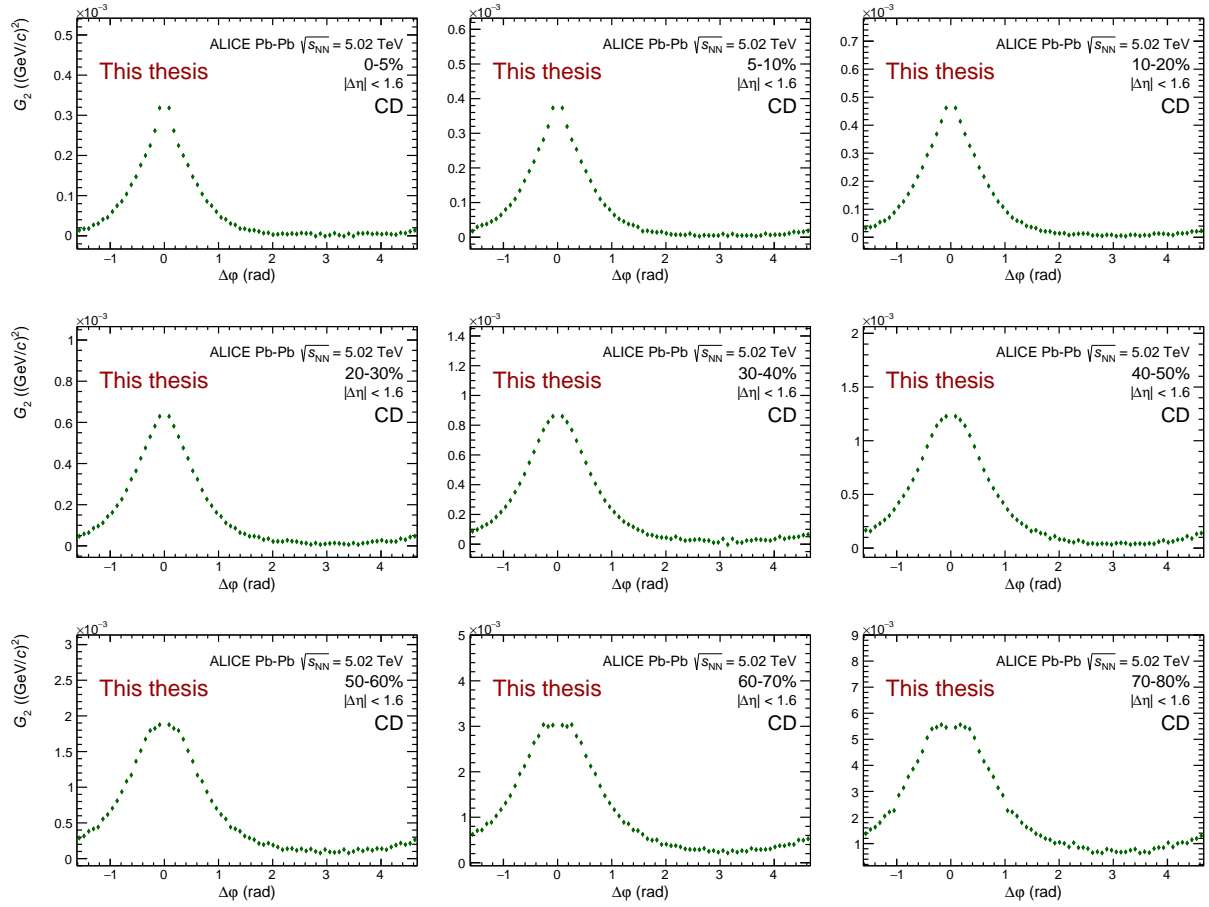 ×10⁻³
G₂ ((GeV/c)²)
0.5
0.4
0.3
0.2
0.1
0
ALICE Pb-Pb √sNN = 5.02 TeV
0-5%
This thesis
|Δη| < 1.6
CD
−1 0 1 2 3 4
Δφ (rad)
×10⁻³
0.6
0.5
0.4
0.3
0.2
0.1
0
ALICE Pb-Pb √sNN = 5.02 TeV
5-10%
This thesis
|Δη| < 1.6
CD
−1 0 1 2 3 4
Δφ (rad)
×10⁻³
0.7
0.6
0.5
0.4
0.3
0.2
0.1
0
ALICE Pb-Pb √sNN = 5.02 TeV
10-20%
This thesis
|Δη| < 1.6
CD
−1 0 1 2 3 4
Δφ (rad)
×10⁻³
G₂ ((GeV/c)²)
1
0.8
0.6
0.4
0.2
0
ALICE Pb-Pb √sNN = 5.02 TeV
20-30%
This thesis
|Δη| < 1.6
CD
−1 0 1 2 3 4
Δφ (rad)
×10⁻³
1.4
1.2
1
0.8
0.6
0.4
0.2
0
ALICE Pb-Pb √sNN = 5.02 TeV
30-40%
This thesis
|Δη| < 1.6
CD
−1 0 1 2 3 4
Δφ (rad)
×10⁻³
2
1.5
1
0.5
0
ALICE Pb-Pb √sNN = 5.02 TeV
40-50%
This thesis
|Δη| < 1.6
CD
−1 0 1 2 3 4
Δφ (rad)
×10⁻³
G₂ ((GeV/c)²)
3
2.5
2
1.5
1
0.5
0
ALICE Pb-Pb √sNN = 5.02 TeV
50-60%
This thesis
|Δη| < 1.6
CD
−1 0 1 2 3 4
Δφ (rad)
×10⁻³
5
4
3
2
1
0
ALICE Pb-Pb √sNN = 5.02 TeV
60-70%
This thesis
|Δη| < 1.6
CD
−1 0 1 2 3 4
Δφ (rad)
×10⁻³
9
8
7
6
5
4
3
2
1
ALICE Pb-Pb √sNN = 5.02 TeV
70-80%
This thesis
|Δη| < 1.6
CD
−1 0 1 2 3 4
Δφ (rad)